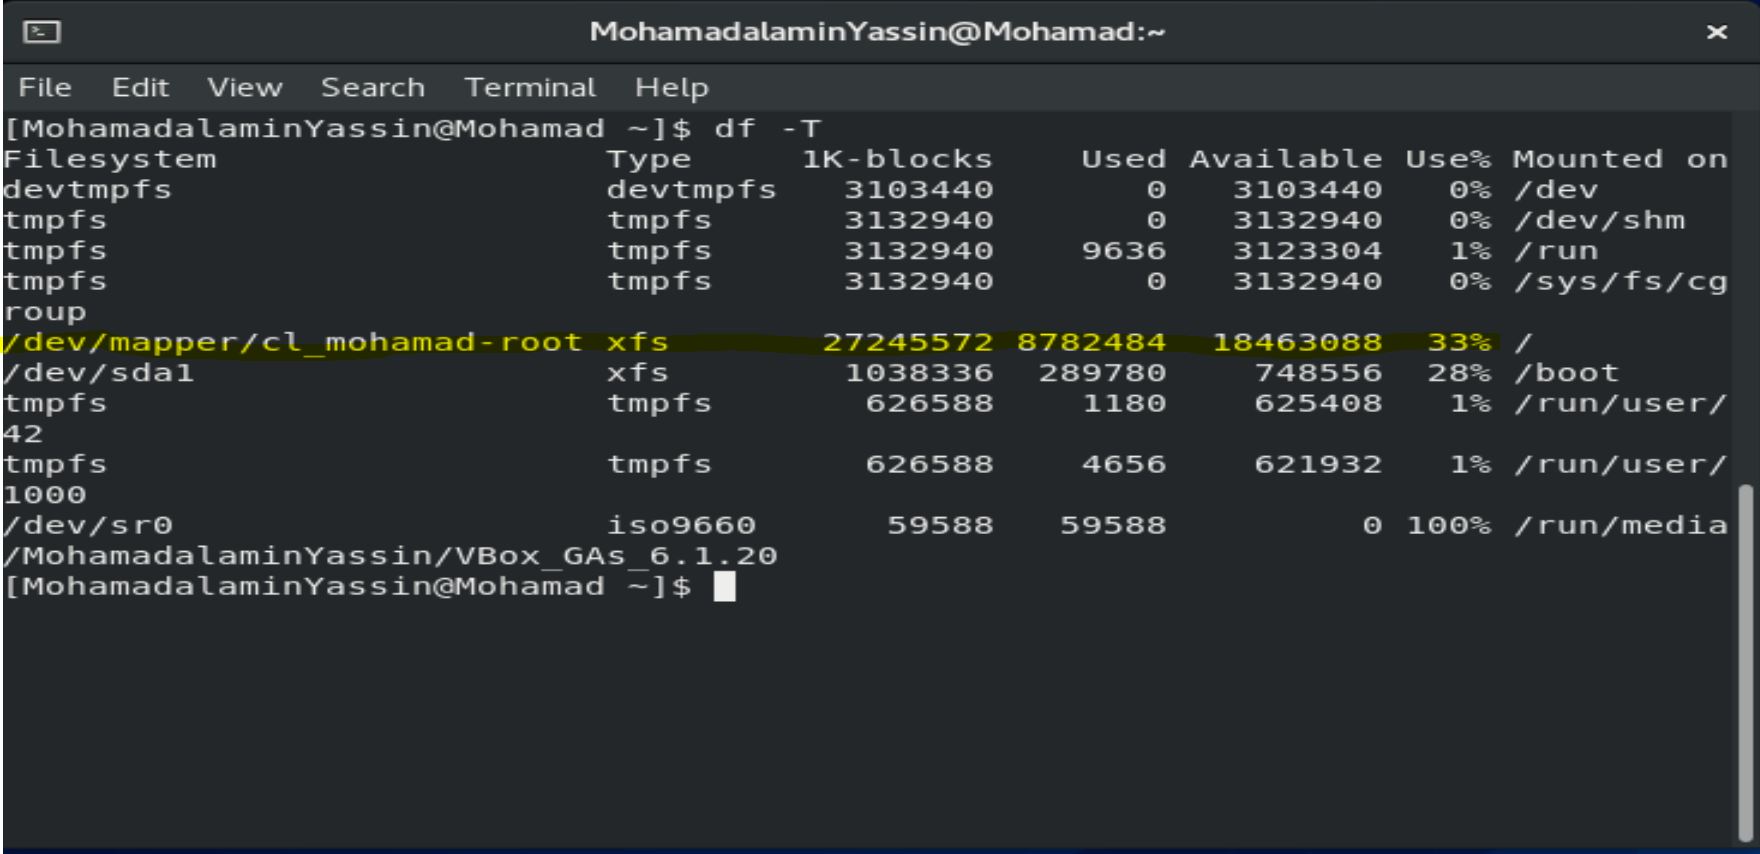 MohamadalaminYassin@Mohamad:~
File Edit View Search Terminal Help
[MohamadalaminYassin@Mohamad ~]$ df -T
Filesystem Type 1K-blocks Used Available Use% Mounted on
devtmpfs devtmpfs 3103440 0 3103440 0% /dev
tmpfs tmpfs 3132940 0 3132940 0% /dev/shm
tmpfs tmpfs 3132940 9636 3123304 1% /run
tmpfs tmpfs 3132940 0 3132940 0% /sys/fs/cg
roup
/dev/mapper/cl_mohamad-root xfs 27245572 8782484 18463088 33% /
/dev/sda1 xfs 1038336 289780 748556 28% /boot
tmpfs tmpfs 626588 1180 625408 1% /run/user/
42
tmpfs tmpfs 626588 4656 621932 1% /run/user/
1000
/dev/sr0 iso9660 59588 59588 0 100% /run/media
/MohamadalaminYassin/VBox_GAs_6.1.20
[MohamadalaminYassin@Mohamad ~]$